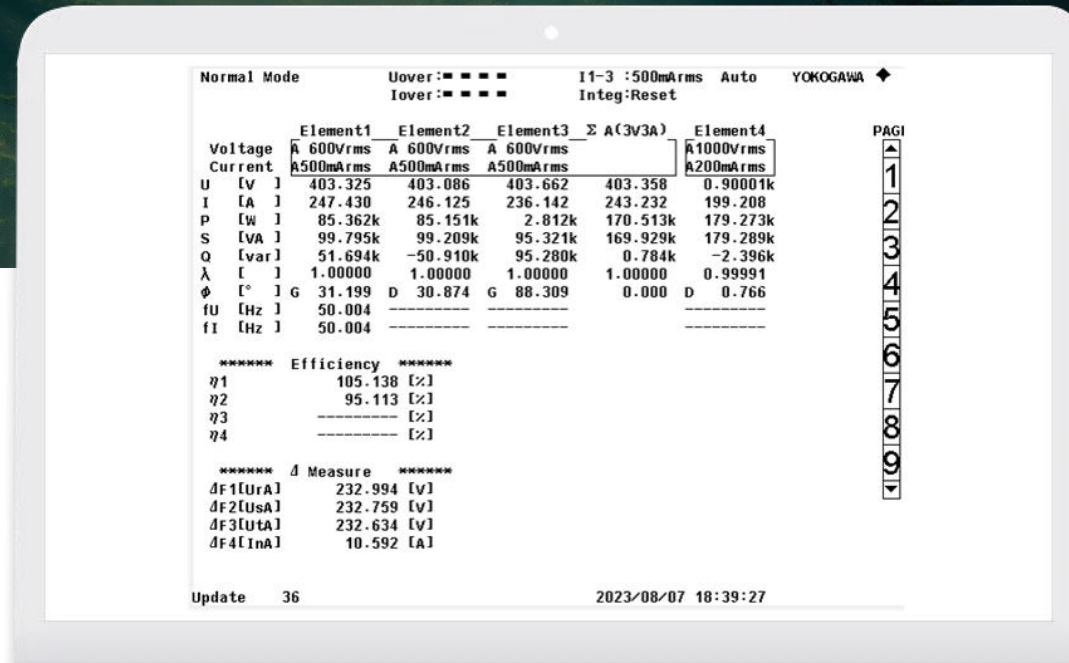 Normal Mode Uover:= = = = I1-3 :500mArms Auto YOKOGAWA ◆
Iover:= = = = Integ:Reset
Element1 Element2 Element3 Σ A(3V3A) Element4 PAGE
Voltage A 600Vrms A 600Vrms A 600Vrms A1000Vrms
Current A500mArms A500mArms A500mArms A200mArms
U [V ] 403.325 403.086 403.662 403.358 0.90001k
I [A ] 247.430 246.125 236.142 243.232 199.208
P [W ] 85.362k 85.151k 2.812k 170.513k 179.273k
S [VA ] 99.795k 99.209k 95.321k 169.929k 179.289k
Q [var] 51.694k -50.910k 95.280k 0.784k -2.396k
λ [ ] 1.00000 1.00000 1.00000 1.00000 0.99991
φ [° ] G 31.199 D 30.874 G 88.309 0.000 D 0.766
fU [Hz ] 50.004 --------- --------- ---------
fI [Hz ] 50.004 --------- --------- ---------
****** Efficiency ******
η1 105.138 [%]
η2 95.113 [%]
η3 --------- [%]
η4 --------- [%]
****** Δ Measure ******
ΔF1[UrA] 232.994 [V]
ΔF2[UsA] 232.759 [V]
ΔF3[UtA] 232.634 [V]
ΔF4[InA] 10.592 [A]
Update 36 2023/08/07 18:39:27
1
2
3
4
5
6
7
8
9